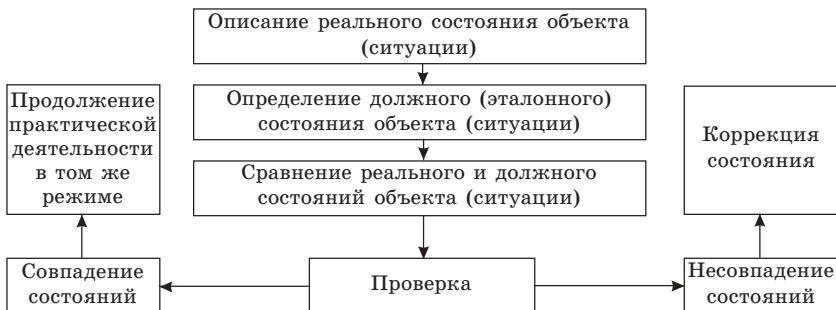 Описание реального состояния объекта
(ситуации)
Определение должного (эталонного)
состояния объекта (ситуации)
Сравнение реального и должного
состояний объекта (ситуации)
Продолжение
практической
деятельности
в том же
режиме
Коррекция
состояния
Совпадение
состояний
Проверка
Несовпадение
состояний